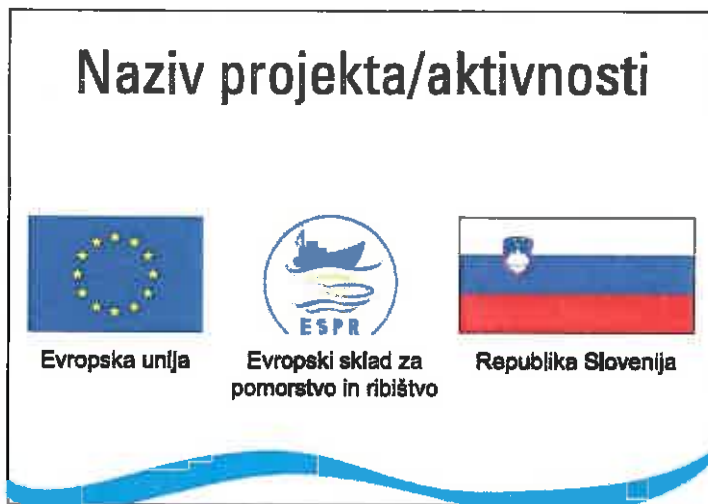 Naziv projekta/aktivnosti
ESPR
Evropska unija
Evropski sklad za
pomorstvo in ribištvo
Republika Slovenija